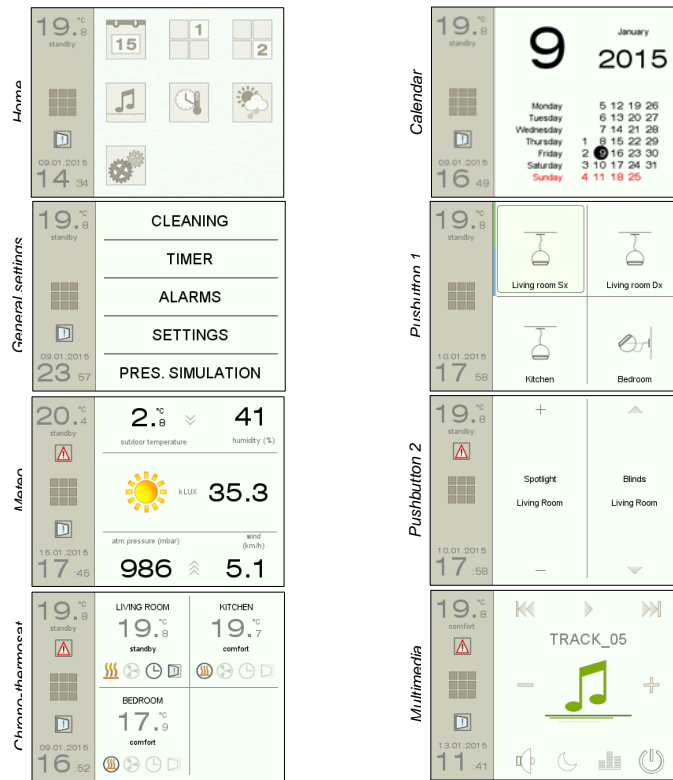 Home
19.8 °C
standby
09.01.2015
14 34
15
1
2
Calendar
19.8 °C
standby
09.01.2015
16 49
9
January
2015
Monday 5 12 19 26
Tuesday 6 13 20 27
Wednesday 7 14 21 28
Thursday 1 8 15 22 29
Friday 2 9 16 23 30
Saturday 3 10 17 24 31
Sunday 4 11 18 25
General settings
19.8 °C
standby
09.01.2015
23 57
CLEANING
TIMER
ALARMS
SETTINGS
PRES. SIMULATION
Pushbutton 1
19.8 °C
standby
10.01.2015
17 58
Living room Sx
Living room Dx
Kitchen
Bedroom
Meteo
20.4 °C
standby
15.01.2015
17 :45
2.8 °C
41
outdoor temperature
humidity (%)
kLUX
35.3
atm pressure (mbar)
wind
(km/h)
986
5.1
Pushbutton 2
19.8 °C
standby
10.01.2015
17 :58
+
Spotlight
Blinds
Living Room
Living Room
–
Chrono-thermosat
19.8 °C
standby
09.01.2015
16 :52
LIVING ROOM
19.8 °C
standby
KITCHEN
19.7 °C
comfort
BEDROOM
17.9 °C
comfort
Multimedia
19.8 °C
comfort
13.01.2015
11 :41
TRACK_05